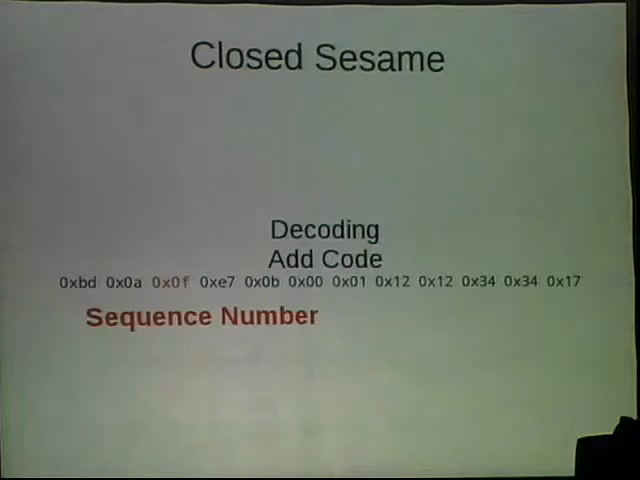 Closed Sesame
Decoding
Add Code
0xbd 0x0a 0x0f 0xe7 0x0b 0x00 0x01 0x12 0x12 0x34 0x34 0x17
Sequence Number